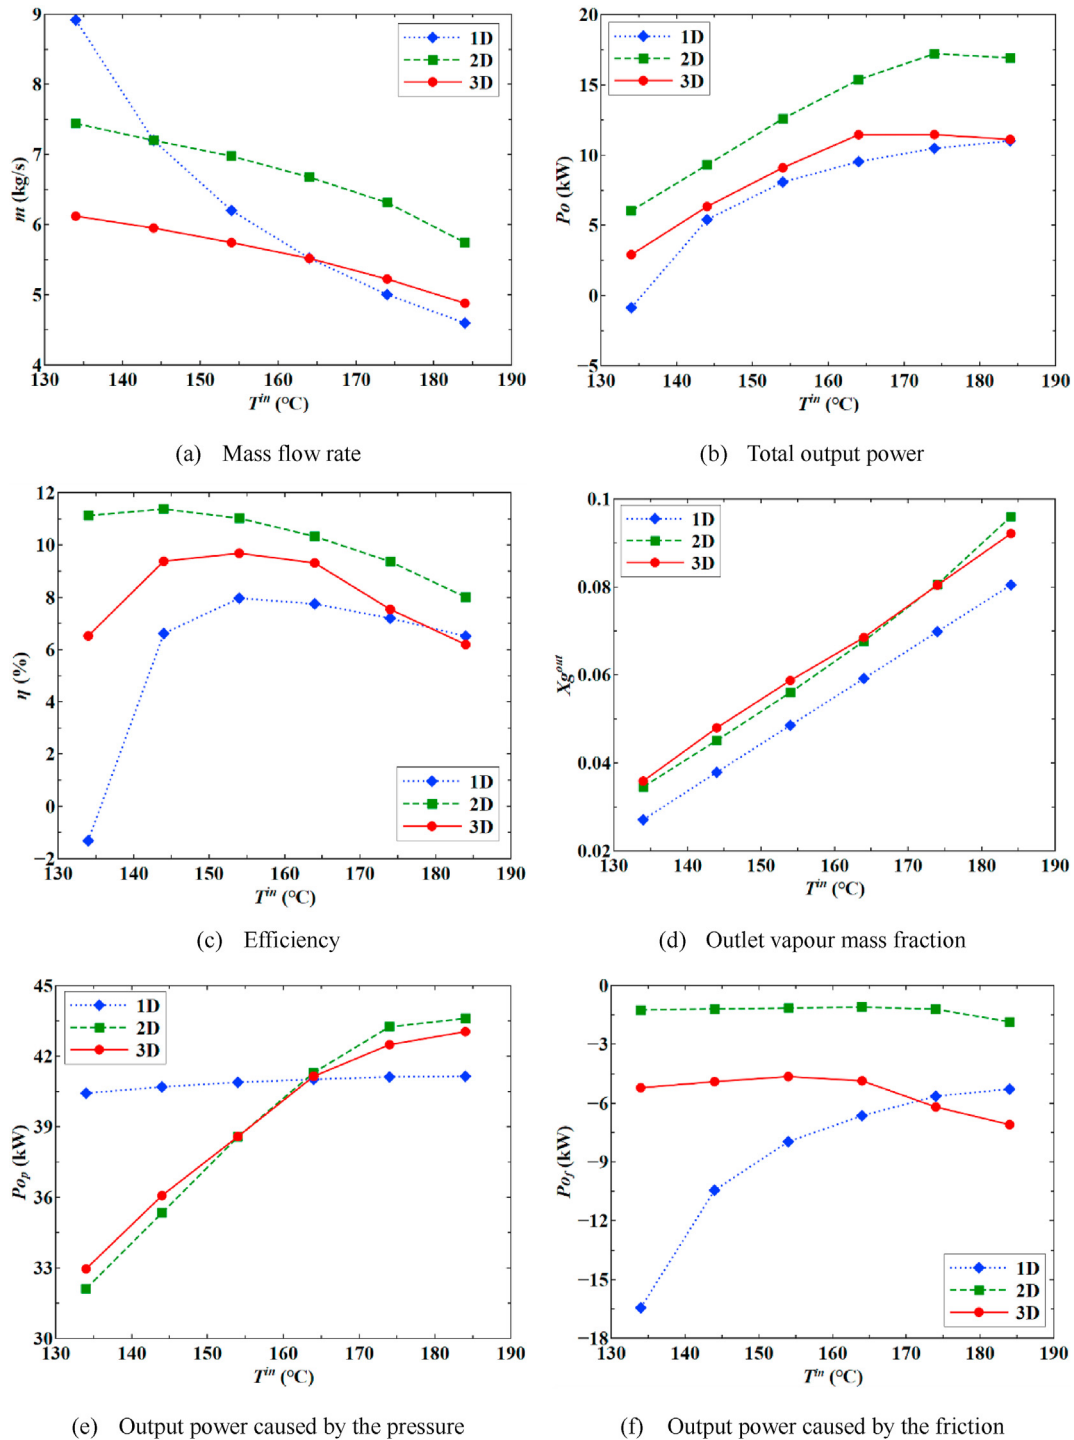 9
8
7
6
5
4
m (kg/s)
1D
2D
3D
130 140 150 160 170 180 190
T^in (°C)
(a) Mass flow rate
20
15
10
5
0
−5
Po (kW)
1D
2D
3D
130 140 150 160 170 180 190
T^in (°C)
(b) Total output power
12
10
8
6
4
2
0
−2
η (%)
1D
2D
3D
130 140 150 160 170 180 190
T^in (°C)
(c) Efficiency
0.1
0.08
0.06
0.04
0.02
Xg^out
1D
2D
3D
130 140 150 160 170 180 190
T^in (°C)
(d) Outlet vapour mass fraction
45
42
39
36
33
30
Po_p (kW)
1D
2D
3D
130 140 150 160 170 180 190
T^in (°C)
(e) Output power caused by the pressure
0
−3
−6
−9
−12
−15
−18
Po_f (kW)
1D
2D
3D
130 140 150 160 170 180 190
T^in (°C)
(f) Output power caused by the friction